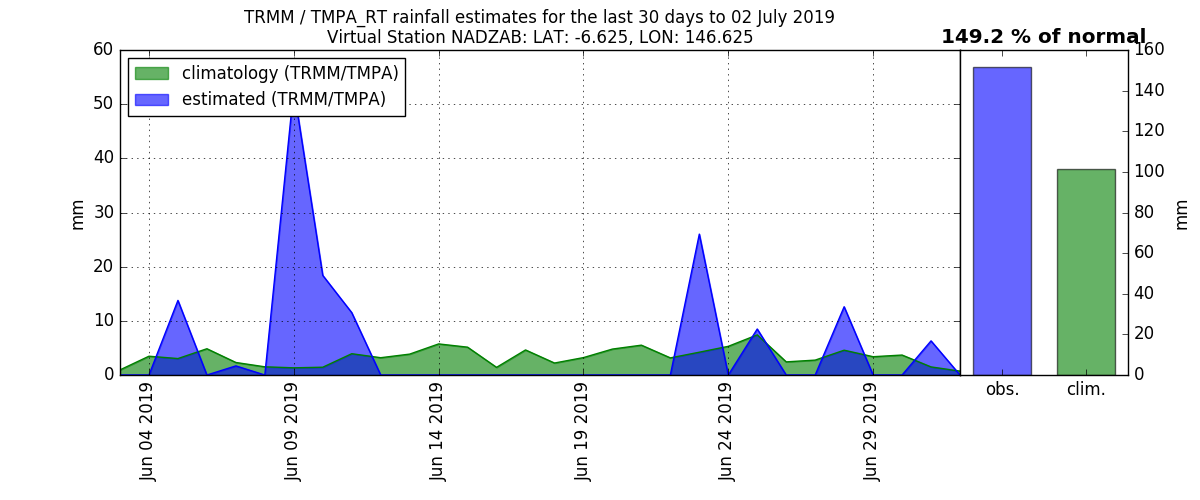 TRMM / TMPA_RT rainfall estimates for the last 30 days to 02 July 2019
Virtual Station NADZAB: LAT: -6.625, LON: 146.625
149.2 % of normal
climatology (TRMM/TMPA)
estimated (TRMM/TMPA)
mm
60
50
40
30
20
10
0
Jun 04 2019
Jun 09 2019
Jun 14 2019
Jun 19 2019
Jun 24 2019
Jun 29 2019
obs.
clim.
160
140
120
100
80
60
40
20
0
mm